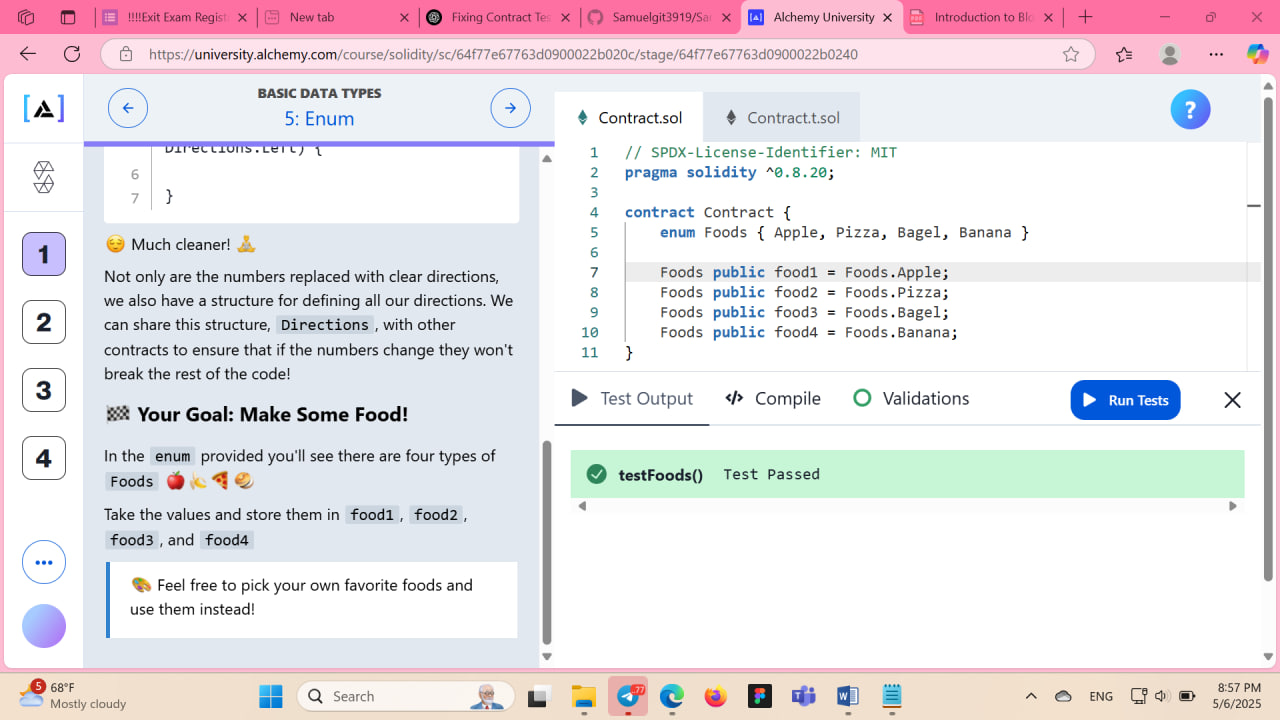 !!!!Exit Exam Regist
New tab
Fixing Contract Tes
Samuelgit3919/Sar
Alchemy University
Introduction to Blo
https://university.alchemy.com/course/solidity/sc/64f77e67763d0900022b020c/stage/64f77e67763d0900022b0240
BASIC DATA TYPES
5: Enum
1
2
3
4
Directions.Left) {
6
7 }
😌 Much cleaner! 🧘
Not only are the numbers replaced with clear directions,
we also have a structure for defining all our directions. We
can share this structure, Directions, with other
contracts to ensure that if the numbers change they won't
break the rest of the code!
🏁 Your Goal: Make Some Food!
In the enum provided you'll see there are four types of
Foods 🍎🍌🍕🥯
Take the values and store them in food1, food2,
food3, and food4
🎨 Feel free to pick your own favorite foods and
use them instead!
Contract.sol
Contract.t.sol
?
1 // SPDX-License-Identifier: MIT
2 pragma solidity ^0.8.20;
3
4 contract Contract {
5 enum Foods { Apple, Pizza, Bagel, Banana }
6
7 Foods public food1 = Foods.Apple;
8 Foods public food2 = Foods.Pizza;
9 Foods public food3 = Foods.Bagel;
10 Foods public food4 = Foods.Banana;
11 }
Test Output
Compile
Validations
Run Tests
testFoods() Test Passed
5
68°F
Mostly cloudy
Search
77
ENG
8:57 PM
5/6/2025